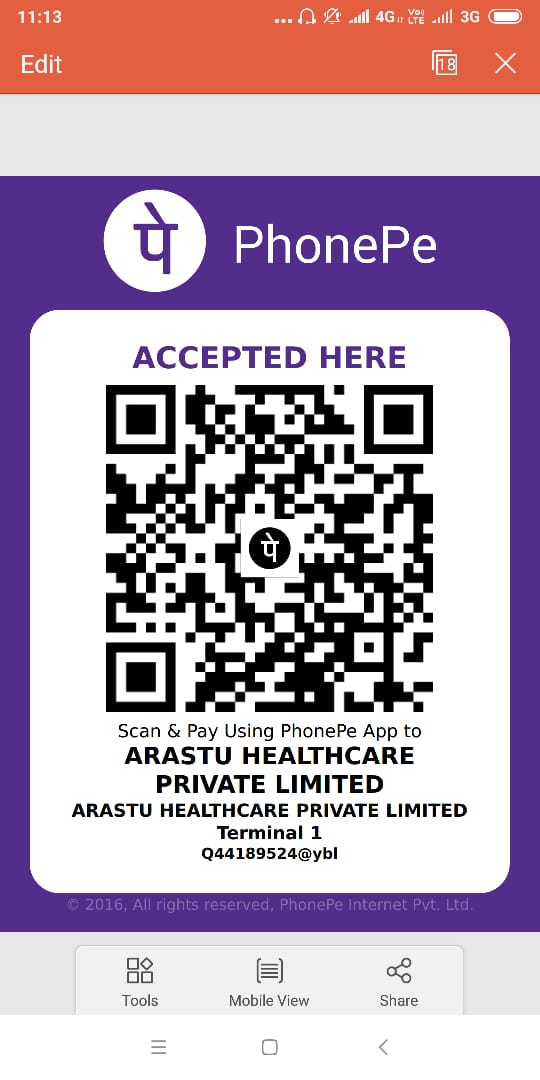 11:13
4G
Vo)
LTE
3G
Edit
18
पे
PhonePe
ACCEPTED HERE
पे
Scan & Pay Using PhonePe App to
ARASTU HEALTHCARE
PRIVATE LIMITED
ARASTU HEALTHCARE PRIVATE LIMITED
Terminal 1
Q44189524@ybl
© 2016, All rights reserved, PhonePe Internet Pvt. Ltd.
Tools
Mobile View
Share